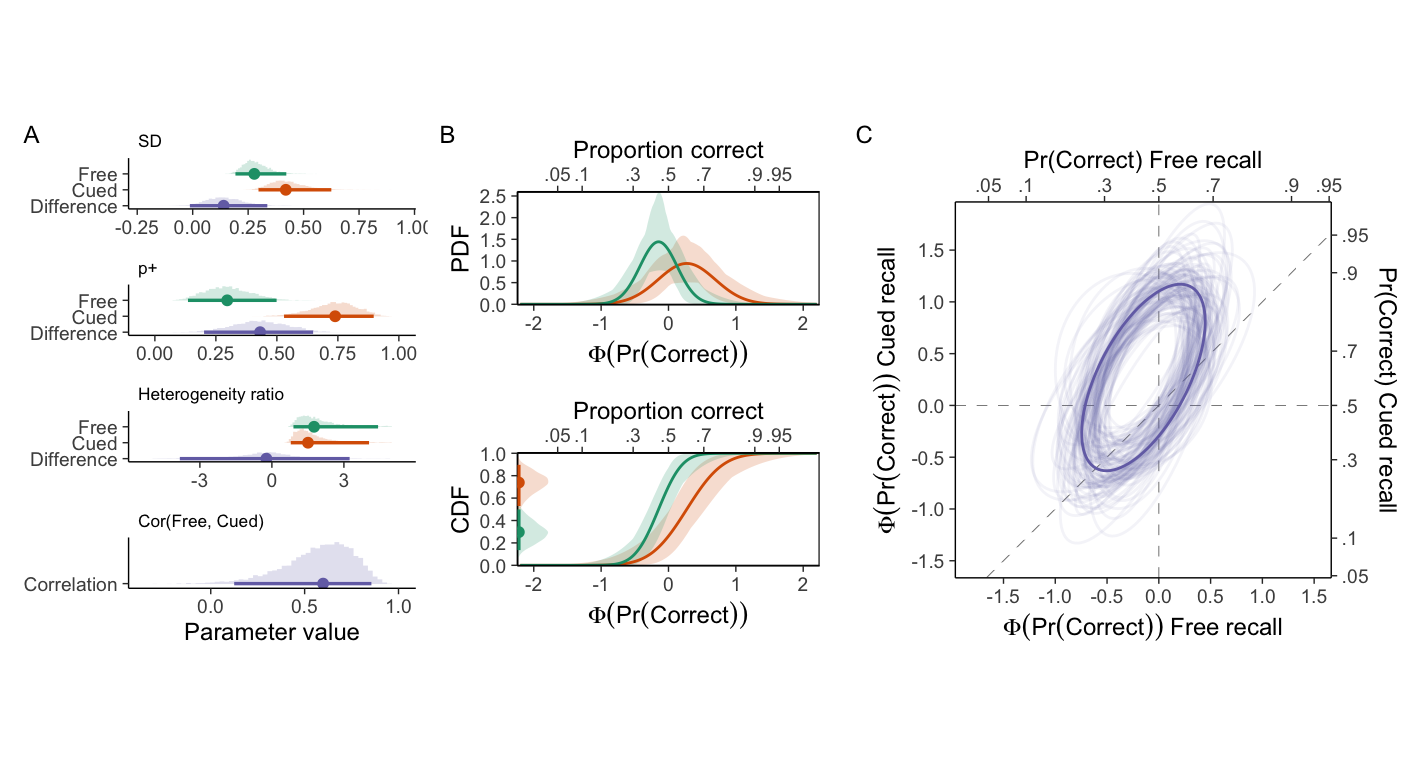 A
SD
Free
Cued
Difference
-0.25 0.00 0.25 0.50 0.75 1.00
p+
Free
Cued
Difference
0.00 0.25 0.50 0.75 1.00
Heterogeneity ratio
Free
Cued
Difference
-3 0 3
Cor(Free, Cued)
Correlation
0.0 0.5 1.0
Parameter value
B
Proportion correct
.05 .1 .3 .5 .7 .9 .95
PDF
2.5
2.0
1.5
1.0
0.5
0.0
-2 -1 0 1 2
Φ(Pr(Correct))
Proportion correct
.05 .1 .3 .5 .7 .9 .95
CDF
1.0
0.8
0.6
0.4
0.2
0.0
-2 -1 0 1 2
Φ(Pr(Correct))
C
Pr(Correct) Free recall
.05 .1 .3 .5 .7 .9 .95
Φ(Pr(Correct)) Cued recall
1.5
1.0
0.5
0.0
-0.5
-1.0
-1.5
.95
.9
.7
.5
.3
.1
.05
Pr(Correct) Cued recall
-1.5 -1.0 -0.5 0.0 0.5 1.0 1.5
Φ(Pr(Correct)) Free recall